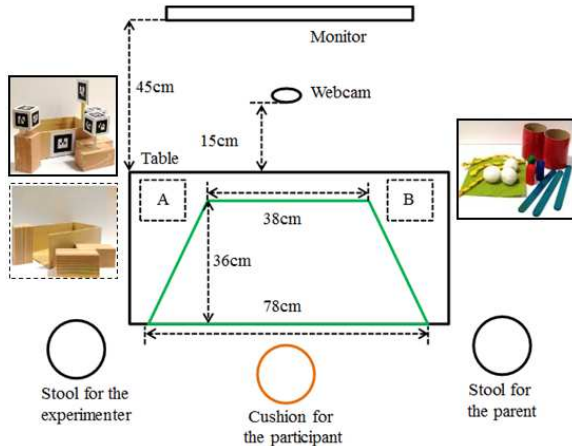 Monitor
45cm
Webcam
15cm
Table
A
B
38cm
36cm
78cm
Stool for the
experimenter
Cushion for
the participant
Stool for
the parent